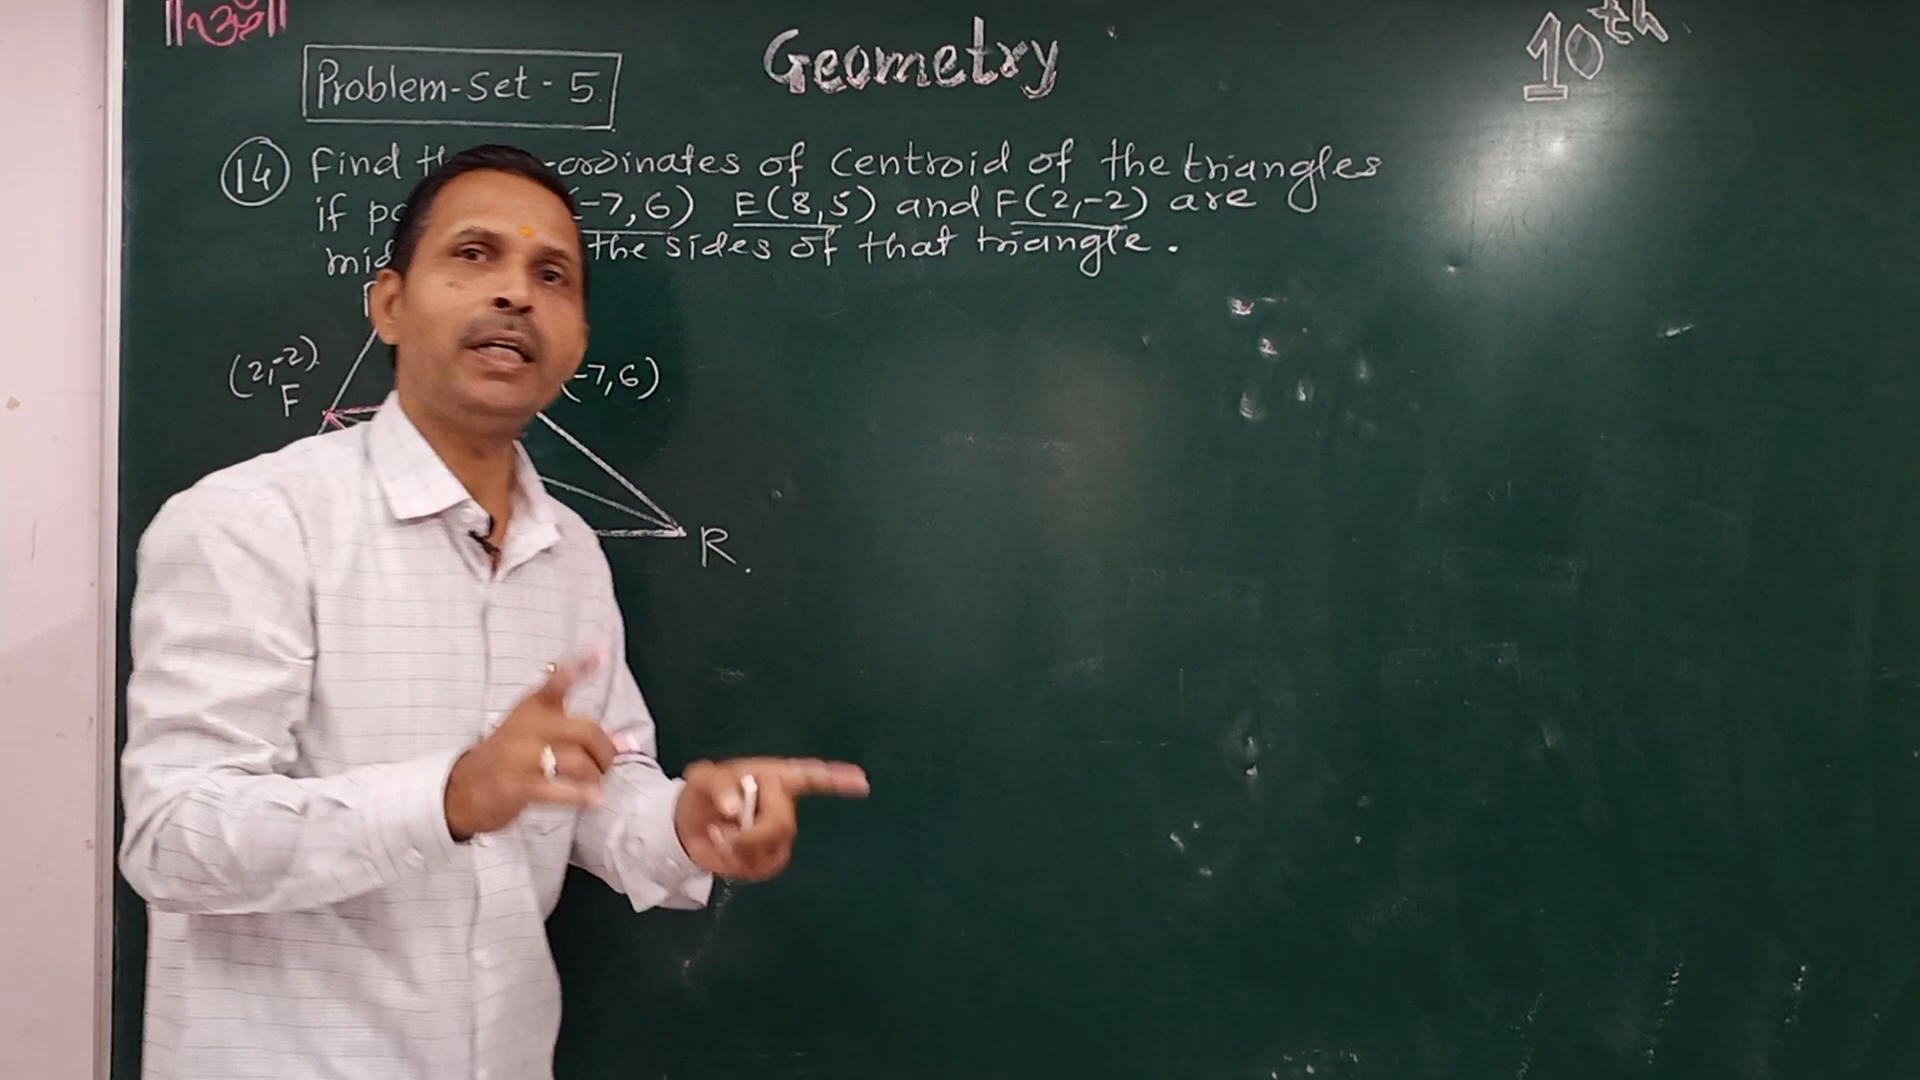 ||ॐ||
Geometry
10th
Problem-Set-5.
(14) Find ordinates of Centroid of the triangles
if (-7,6) E(8,5) and F(2,-2) are
the sides of that triangle.
(2,-2).
-7,6)
F
R.